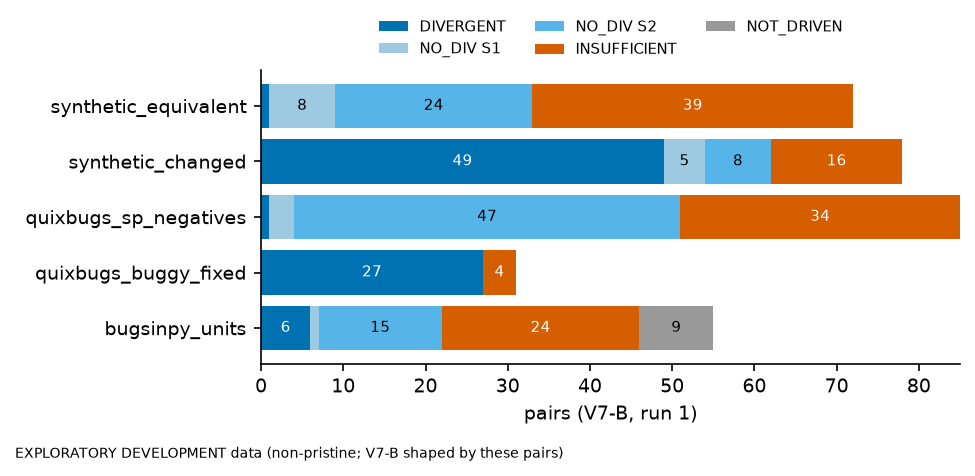 DIVERGENT NO_DIV S2 NOT_DRIVEN
NO_DIV S1 INSUFFICIENT
synthetic_equivalent 8 24 39
synthetic_changed 49 5 8 16
quixbugs_sp_negatives 47 34
quixbugs_buggy_fixed 27 4
bugsinpy_units 6 15 24 9
0 10 20 30 40 50 60 70 80
pairs (V7-B, run 1)
EXPLORATORY DEVELOPMENT data (non-pristine; V7-B shaped by these pairs)